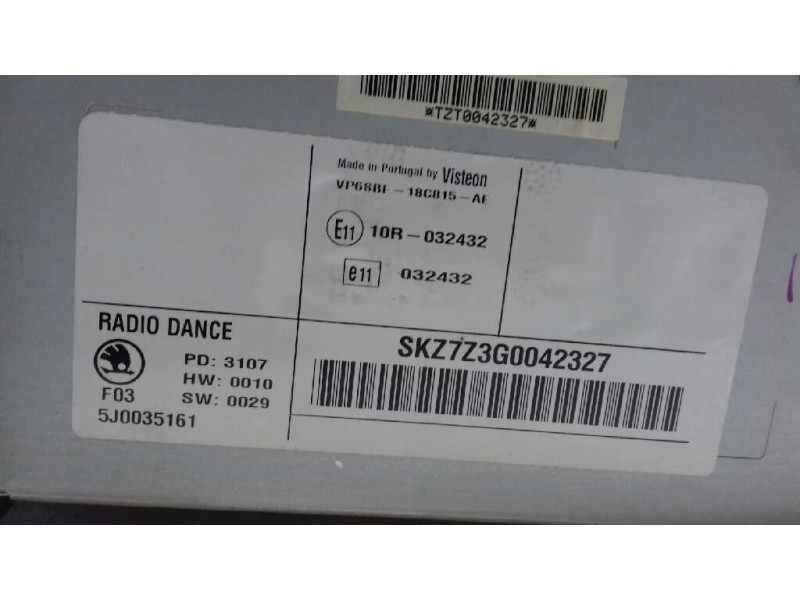 *TZT0042327*
Made in Portugal by Visteon
VP6SBF-18C815-AE
E11 10R-032432
e11 032432
RADIO DANCE
PD: 3107
HW: 0010
F03 SW: 0029
5J0035161
SKZ7Z3G0042327